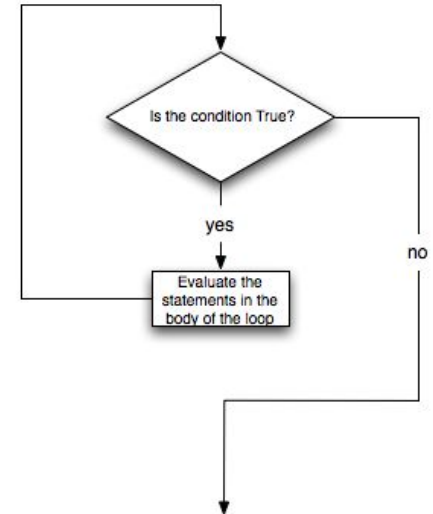 Is the condition True?
yes
no
Evaluate the
statements in the
body of the loop